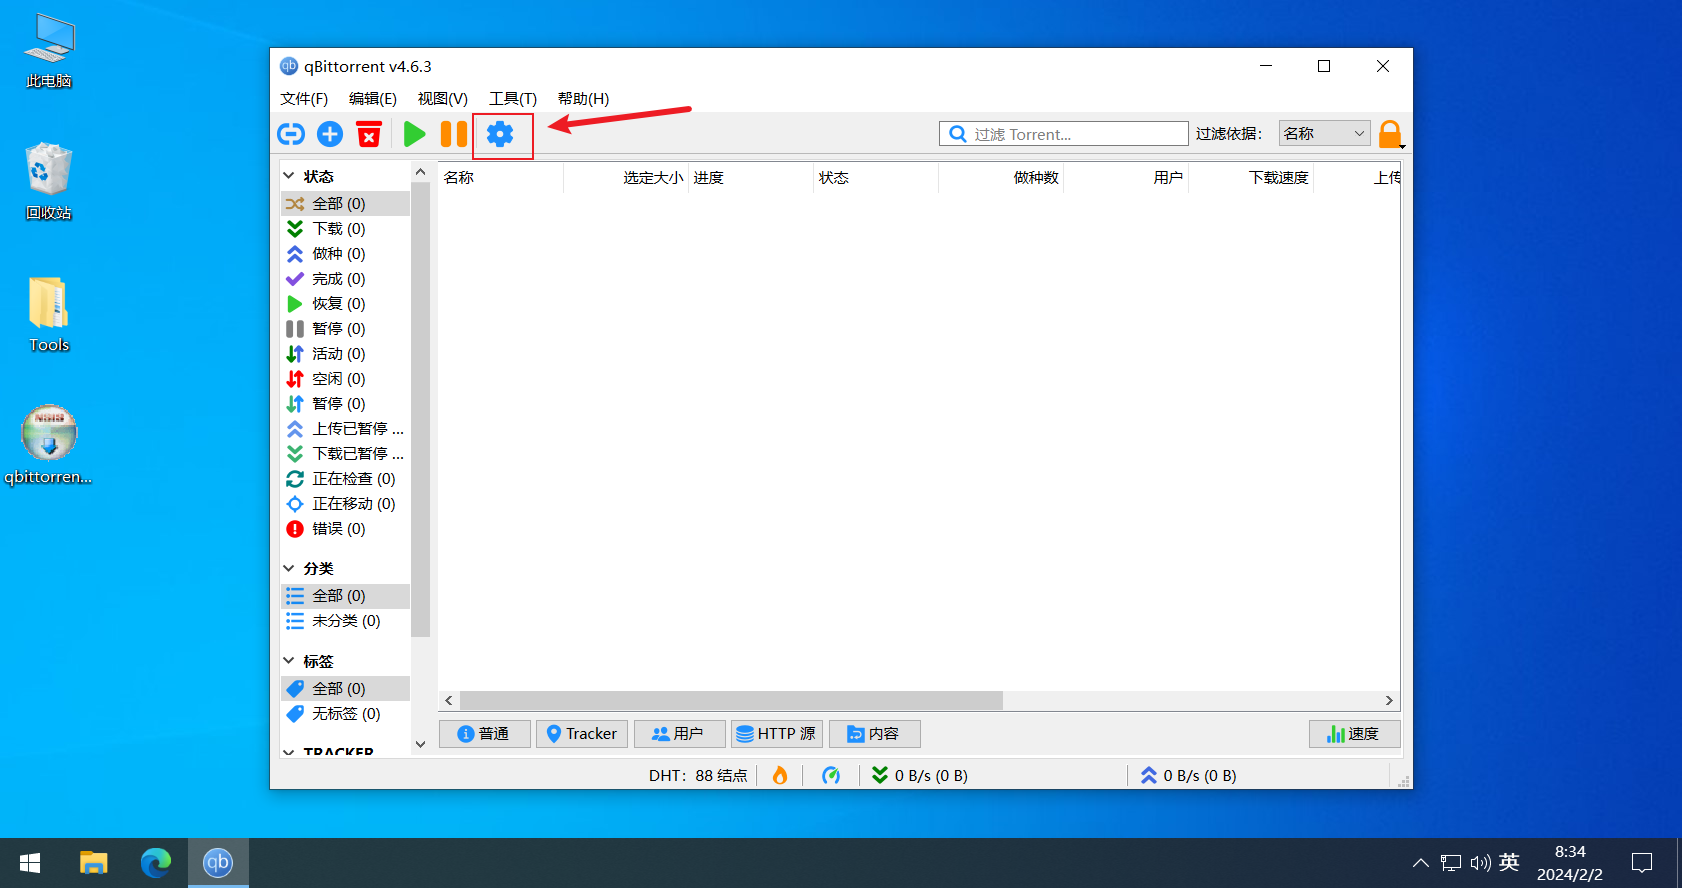 此电脑
回收站
Tools
NSIS
qbittorren...
qb qBittorrent v4.6.3
文件(F) 编辑(E) 视图(V) 工具(T) 帮助(H)
过滤 Torrent... 过滤依据： 名称
状态
全部 (0)
下载 (0)
做种 (0)
完成 (0)
恢复 (0)
暂停 (0)
活动 (0)
空闲 (0)
暂停 (0)
上传已暂停 ...
下载已暂停 ...
正在检查 (0)
正在移动 (0)
错误 (0)
分类
全部 (0)
未分类 (0)
标签
全部 (0)
无标签 (0)
TRACKER
名称 选定大小 进度 状态 做种数 用户 下载速度 上传
普通 Tracker 用户 HTTP 源 内容 速度
DHT：88 结点 0 B/s (0 B) 0 B/s (0 B)
qb
英
8:34
2024/2/2